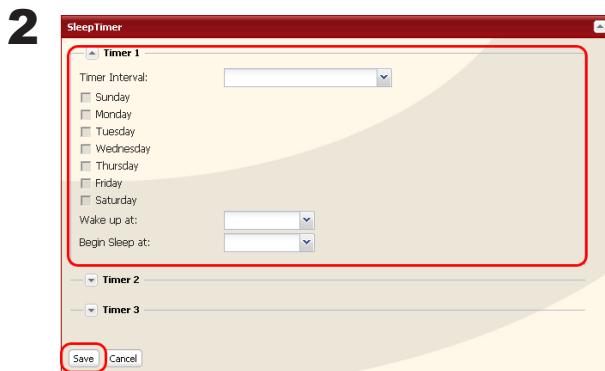 2
SleepTimer
Timer 1
Timer Interval:
Sunday
Monday
Tuesday
Wednesday
Thursday
Friday
Saturday
Wake up at:
Begin Sleep at:
Timer 2
Timer 3
Save Cancel